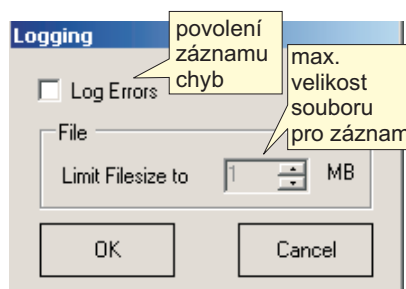 Logging
povolení
záznamu
chyb
max.
velikost
souboru
pro záznam
Log Errors
File
Limit Filesize to
1
MB
OK
Cancel